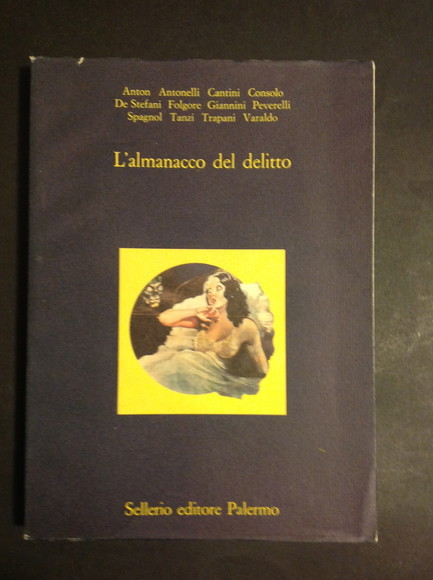 Anton Antonelli Cantini Consolo
De Stefani Folgore Giannini Peverelli
Spagnol Tanzi Trapani Varaldo
L'almanacco del delitto
Sellerio editore Palermo